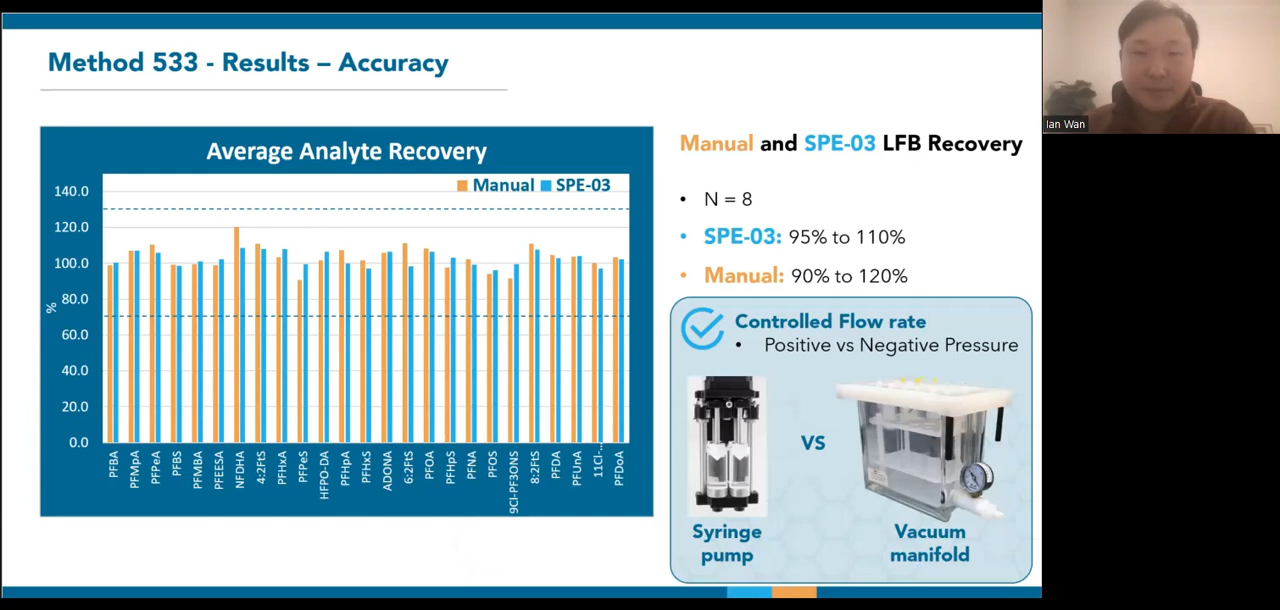 Method 533 - Results – Accuracy
Ian Wan
Average Analyte Recovery
Manual SPE-03
140.0
120.0
100.0
80.0
60.0
40.0
20.0
0.0
%
PFBA
PFMpA
PFPeA
PFBS
PFMBA
PFEESA
NFDHA
4:2FtS
PFHxA
PFPeS
HFPO-DA
PFHpA
PFHxS
ADONA
6:2FtS
PFOA
PFHpS
PFNA
PFOS
9Cl-PF3ONS
8:2FtS
PFDA
PFUnA
11Cl-...
PFDoA
Manual and SPE-03 LFB Recovery
• N = 8
• SPE-03: 95% to 110%
• Manual: 90% to 120%
Controlled Flow rate
• Positive vs Negative Pressure
VS
Syringe
pump
Vacuum
manifold